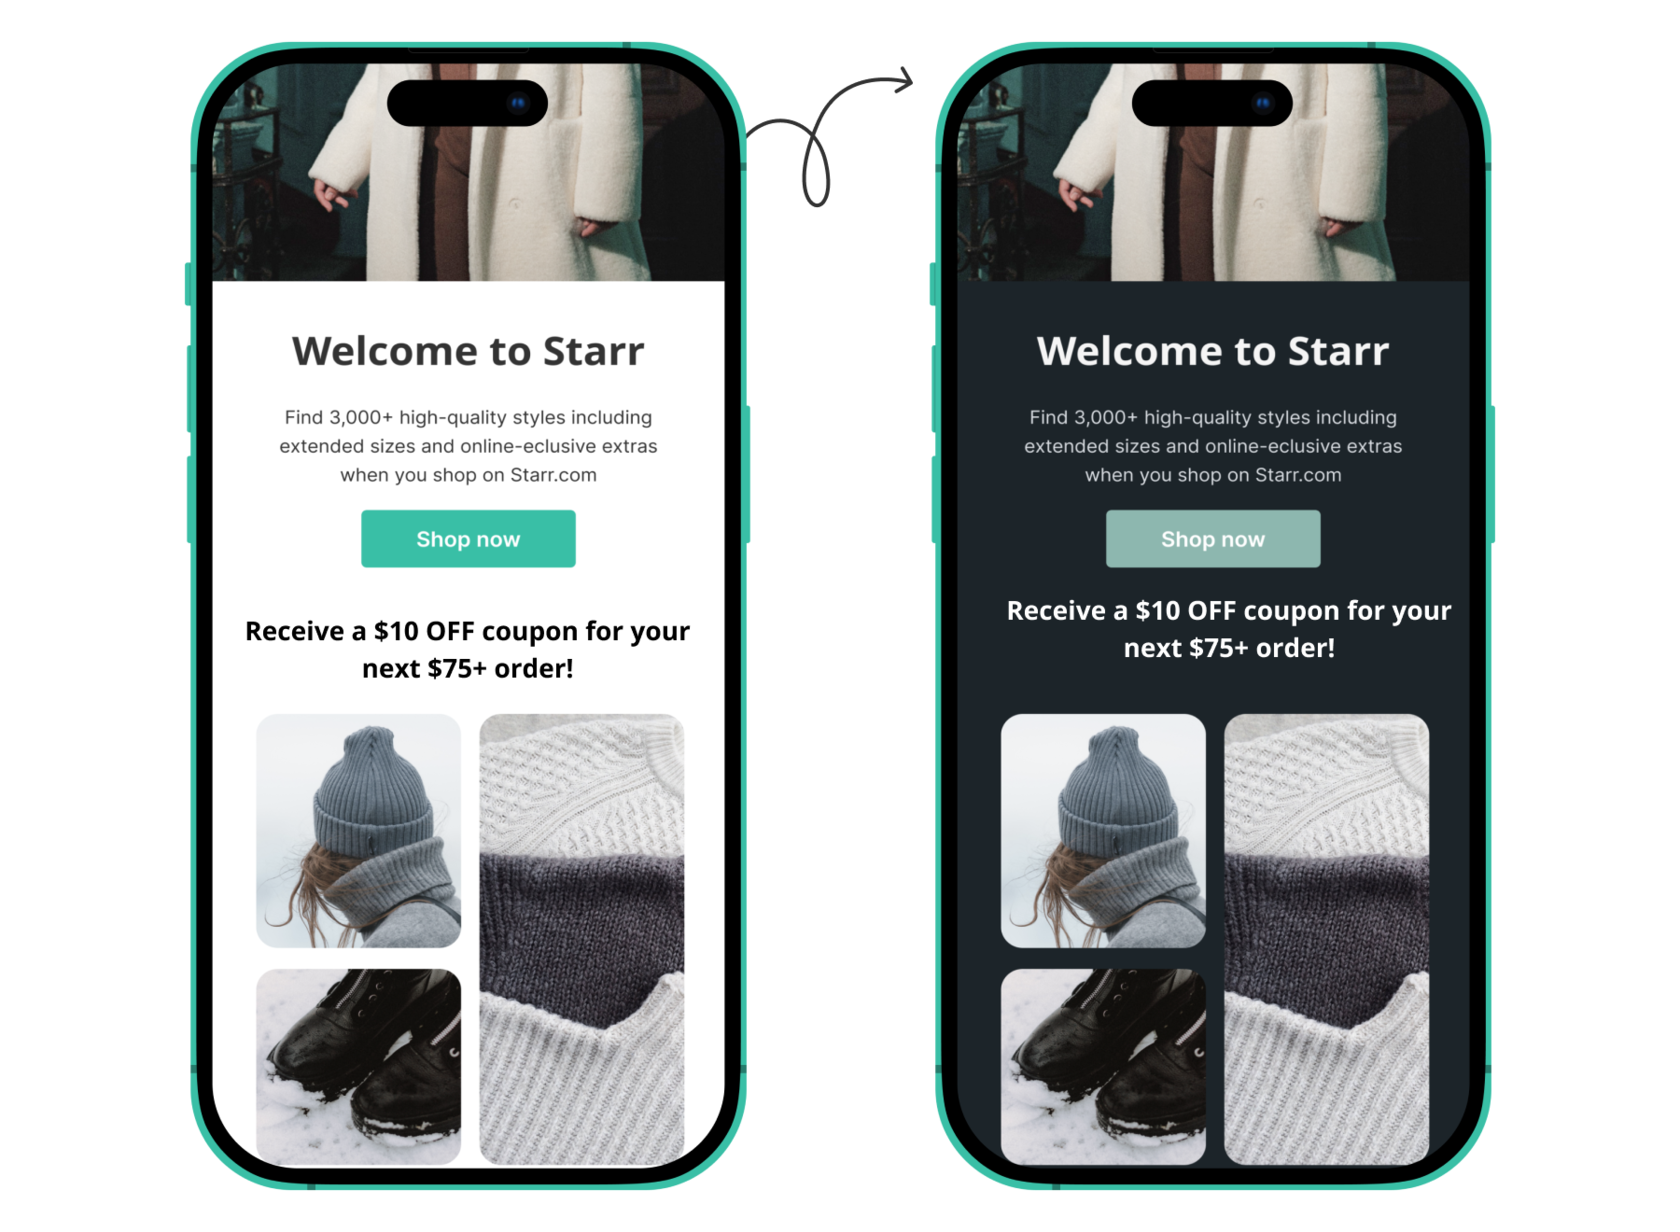 Welcome to Starr
Find 3,000+ high-quality styles including
extended sizes and online-eclusive extras
when you shop on Starr.com
Shop now
Receive a $10 OFF coupon for your
next $75+ order!
Welcome to Starr
Find 3,000+ high-quality styles including
extended sizes and online-eclusive extras
when you shop on Starr.com
Shop now
Receive a $10 OFF coupon for your
next $75+ order!